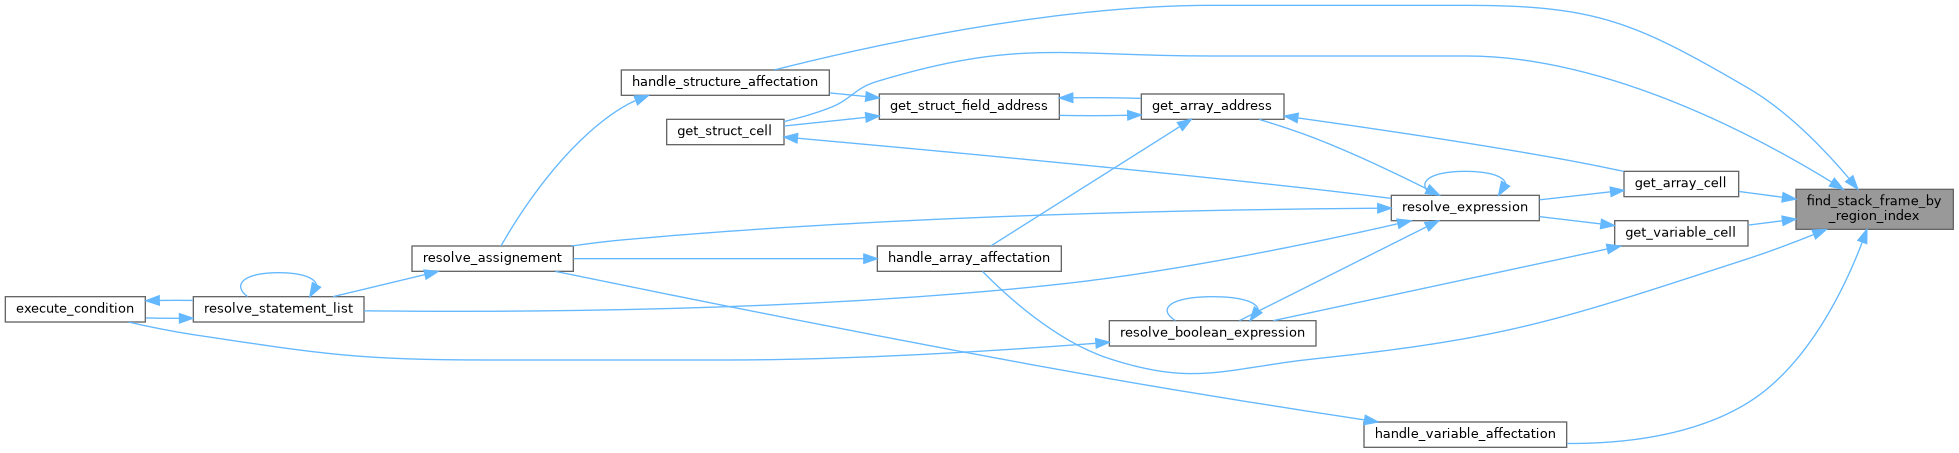 handle_structure_affectation
get_struct_field_address
get_array_address
get_struct_cell
get_array_cell
resolve_expression
find_stack_frame_by
_region_index
get_variable_cell
resolve_assignement
handle_array_affectation
execute_condition
resolve_statement_list
resolve_boolean_expression
handle_variable_affectation